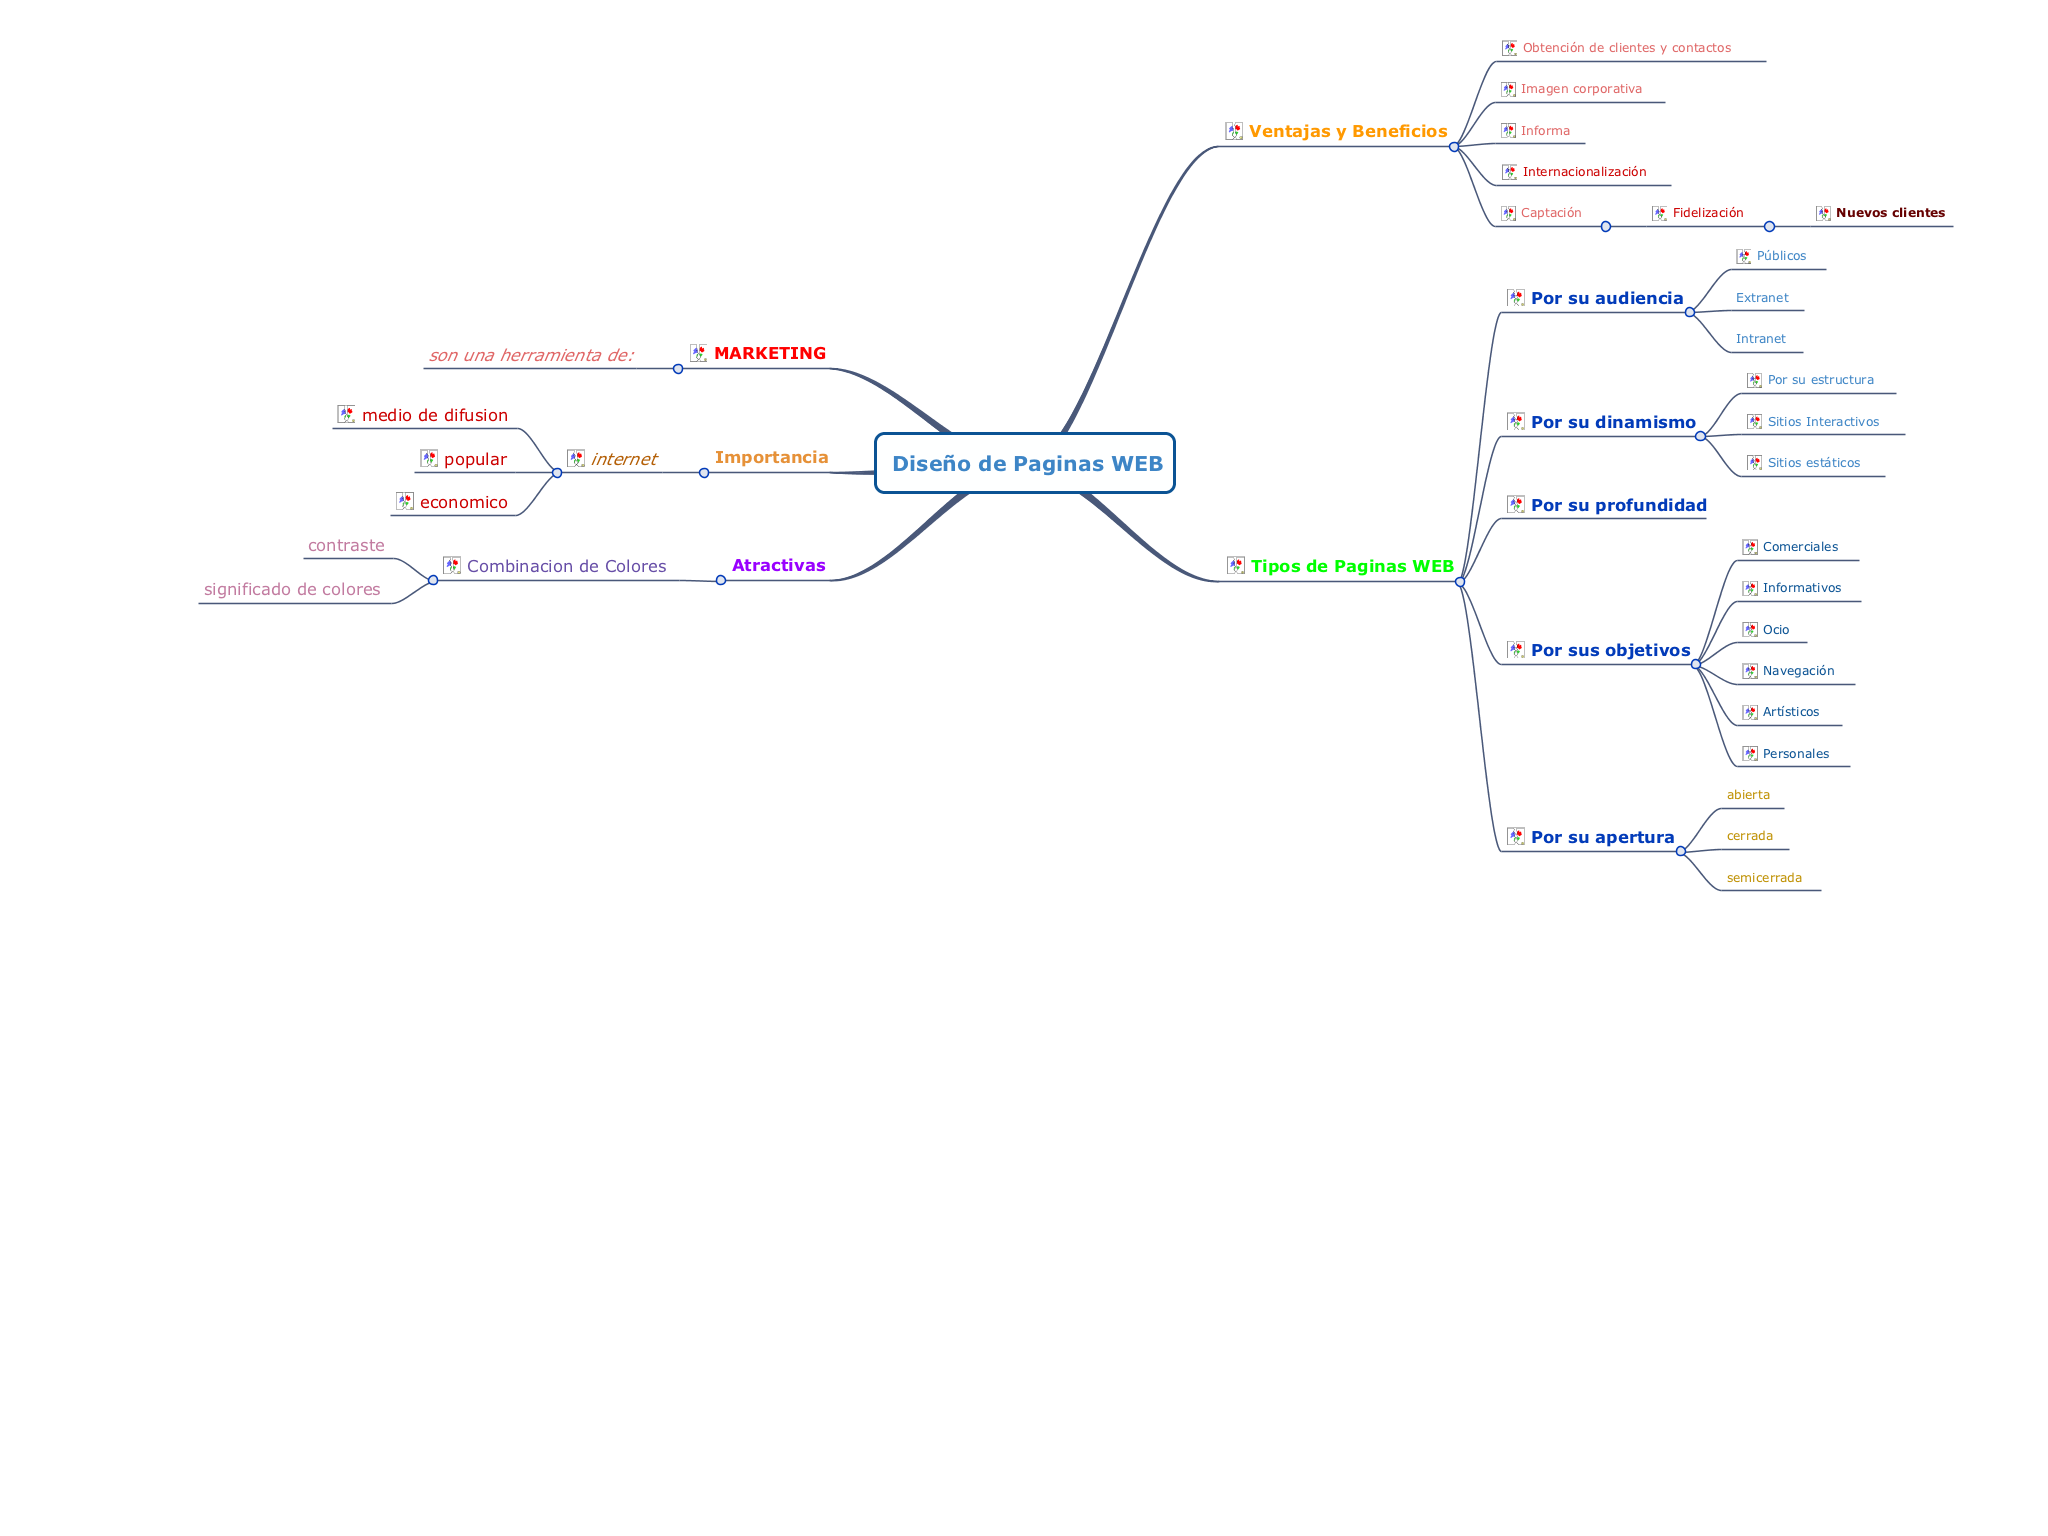 Diseño de Paginas WEB
Ventajas y Beneficios
Obtención de clientes y contactos
Imagen corporativa
Informa
Internacionalización
Captación
Fidelización
Nuevos clientes
Tipos de Paginas WEB
Por su audiencia
Públicos
Extranet
Intranet
Por su dinamismo
Por su estructura
Sitios Interactivos
Sitios estáticos
Por su profundidad
Por sus objetivos
Comerciales
Informativos
Ocio
Navegación
Artísticos
Personales
Por su apertura
abierta
cerrada
semicerrada
MARKETING
son una herramienta de:
Importancia
internet
medio de difusion
popular
economico
Atractivas
Combinacion de Colores
contraste
significado de colores